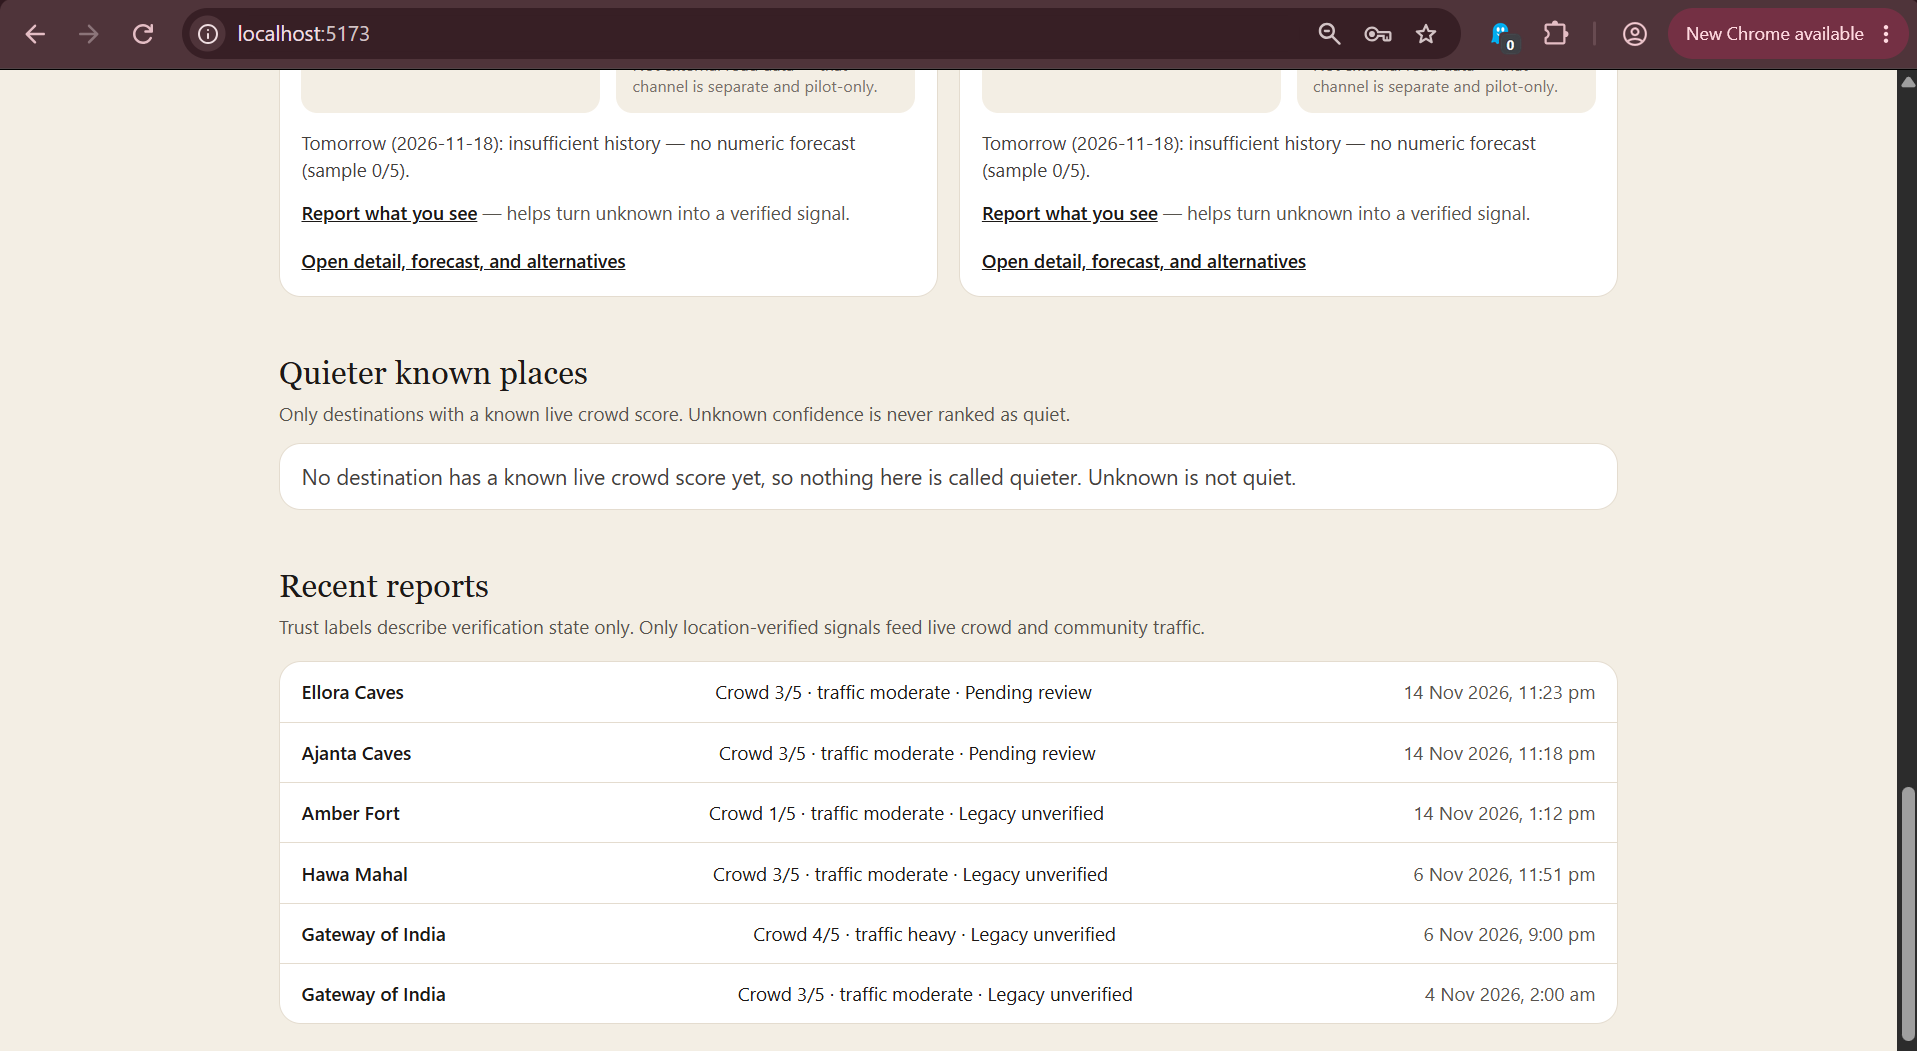 localhost:5173
0
New Chrome available
channel is separate and pilot-only.
channel is separate and pilot-only.
Tomorrow (2026-11-18): insufficient history — no numeric forecast
(sample 0/5).
Report what you see — helps turn unknown into a verified signal.
Open detail, forecast, and alternatives
Tomorrow (2026-11-18): insufficient history — no numeric forecast
(sample 0/5).
Report what you see — helps turn unknown into a verified signal.
Open detail, forecast, and alternatives
Quieter known places
Only destinations with a known live crowd score. Unknown confidence is never ranked as quiet.
No destination has a known live crowd score yet, so nothing here is called quieter. Unknown is not quiet.
Recent reports
Trust labels describe verification state only. Only location-verified signals feed live crowd and community traffic.
Ellora Caves Crowd 3/5 · traffic moderate · Pending review 14 Nov 2026, 11:23 pm
Ajanta Caves Crowd 3/5 · traffic moderate · Pending review 14 Nov 2026, 11:18 pm
Amber Fort Crowd 1/5 · traffic moderate · Legacy unverified 14 Nov 2026, 1:12 pm
Hawa Mahal Crowd 3/5 · traffic moderate · Legacy unverified 6 Nov 2026, 11:51 pm
Gateway of India Crowd 4/5 · traffic heavy · Legacy unverified 6 Nov 2026, 9:00 pm
Gateway of India Crowd 3/5 · traffic moderate · Legacy unverified 4 Nov 2026, 2:00 am